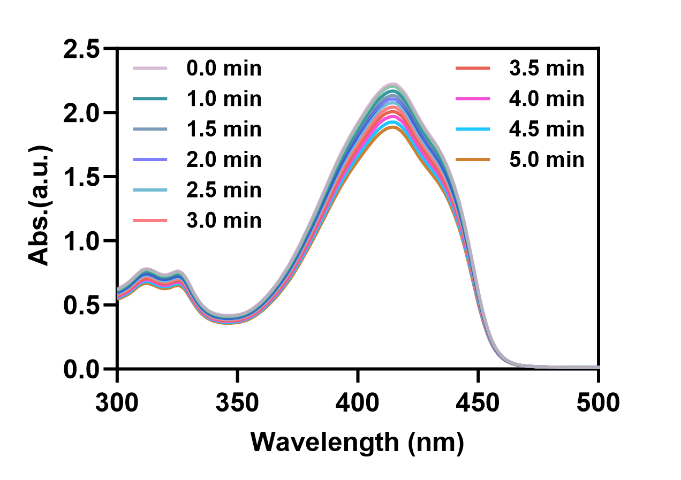 2.5
2.0
1.5
1.0
0.5
0.0
Abs.(a.u.)
0.0 min
1.0 min
1.5 min
2.0 min
2.5 min
3.0 min
3.5 min
4.0 min
4.5 min
5.0 min
300 350 400 450 500
Wavelength (nm)